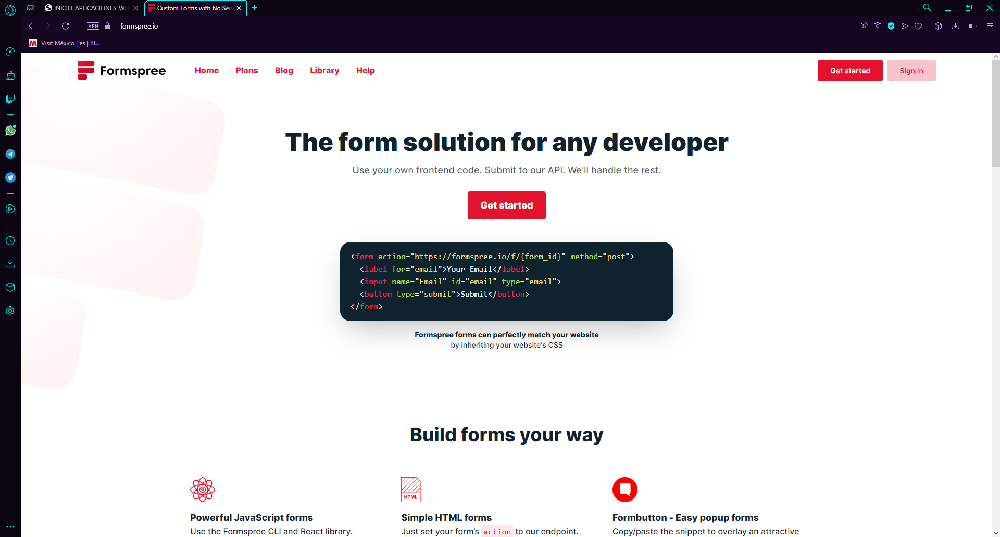 INICIO_APLICACIONES_WE
Custom Forms with No Ser
VPN
formspree.io
Visit México | es | Bl...
Formspree
Home
Plans
Blog
Library
Help
Get started
Sign in
The form solution for any developer
Use your own frontend code. Submit to our API. We'll handle the rest.
Get started
<form action="https://formspree.io/f/{form_id}" method="post">
<label for="email">Your Email</label>
<input name="Email" id="email" type="email">
<button type="submit">Submit</button>
</form>
Formspree forms can perfectly match your website
by inheriting your website's CSS
Build forms your way
HTML
Powerful JavaScript forms
Use the Formspree CLI and React library.
Simple HTML forms
Just set your form's action to our endpoint.
Formbutton - Easy popup forms
Copy/paste the snippet to overlay an attractive